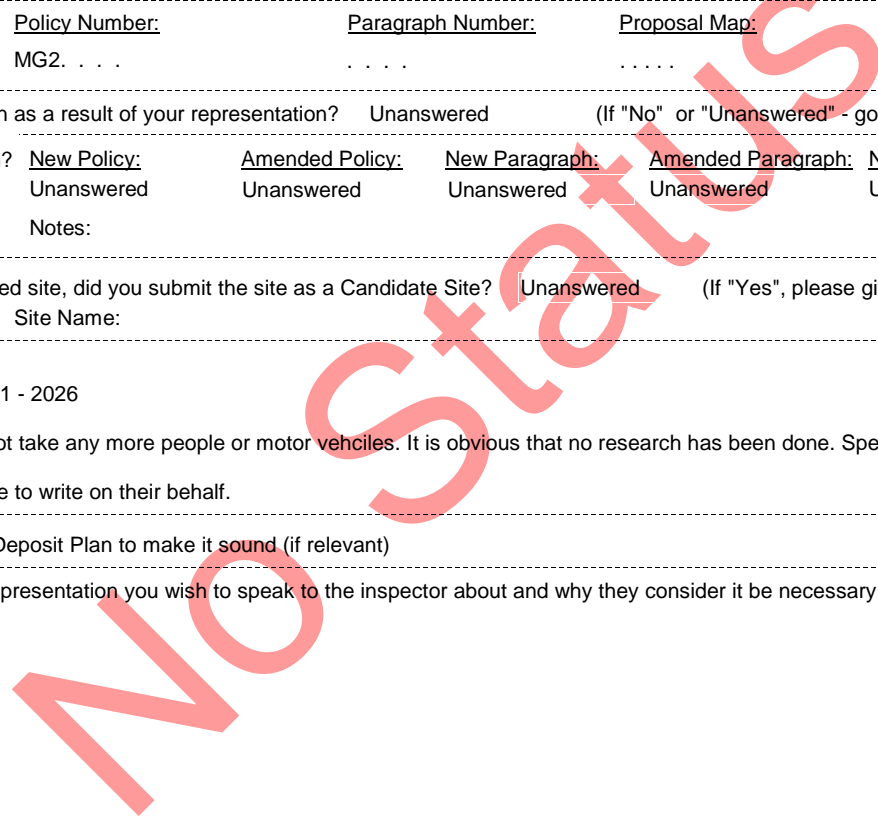 Policy Number: Paragraph Number: Proposal Map:
MG2. . . . . . . . . . . . .
n as a result of your representation? Unanswered (If "No" or "Unanswered" - go
? New Policy: Amended Policy: New Paragraph: Amended Paragraph: N
Unanswered Unanswered Unanswered Unanswered U
Notes:
ed site, did you submit the site as a Candidate Site? Unanswered (If "Yes", please gi
Site Name:
1 - 2026
ot take any more people or motor vehciles. It is obvious that no research has been done. Spe
e to write on their behalf.
Deposit Plan to make it sound (if relevant)
presentation you wish to speak to the inspector about and why they consider it be necessary
No Status